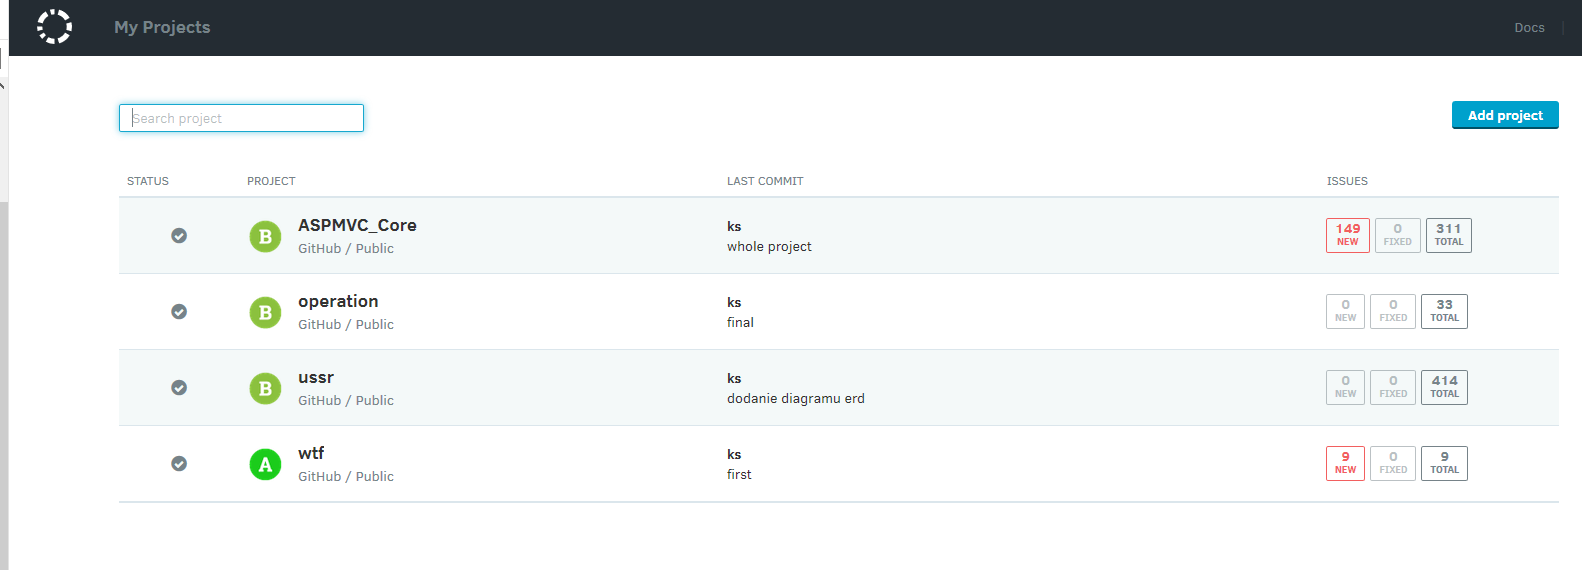 My Projects
Docs
Search project
Add project
STATUS PROJECT LAST COMMIT ISSUES
B ASPMVC_Core
GitHub / Public
ks
whole project
149 NEW
0 FIXED
311 TOTAL
B operation
GitHub / Public
ks
final
0 NEW
0 FIXED
33 TOTAL
B ussr
GitHub / Public
ks
dodanie diagramu erd
0 NEW
0 FIXED
414 TOTAL
A wtf
GitHub / Public
ks
first
9 NEW
0 FIXED
9 TOTAL